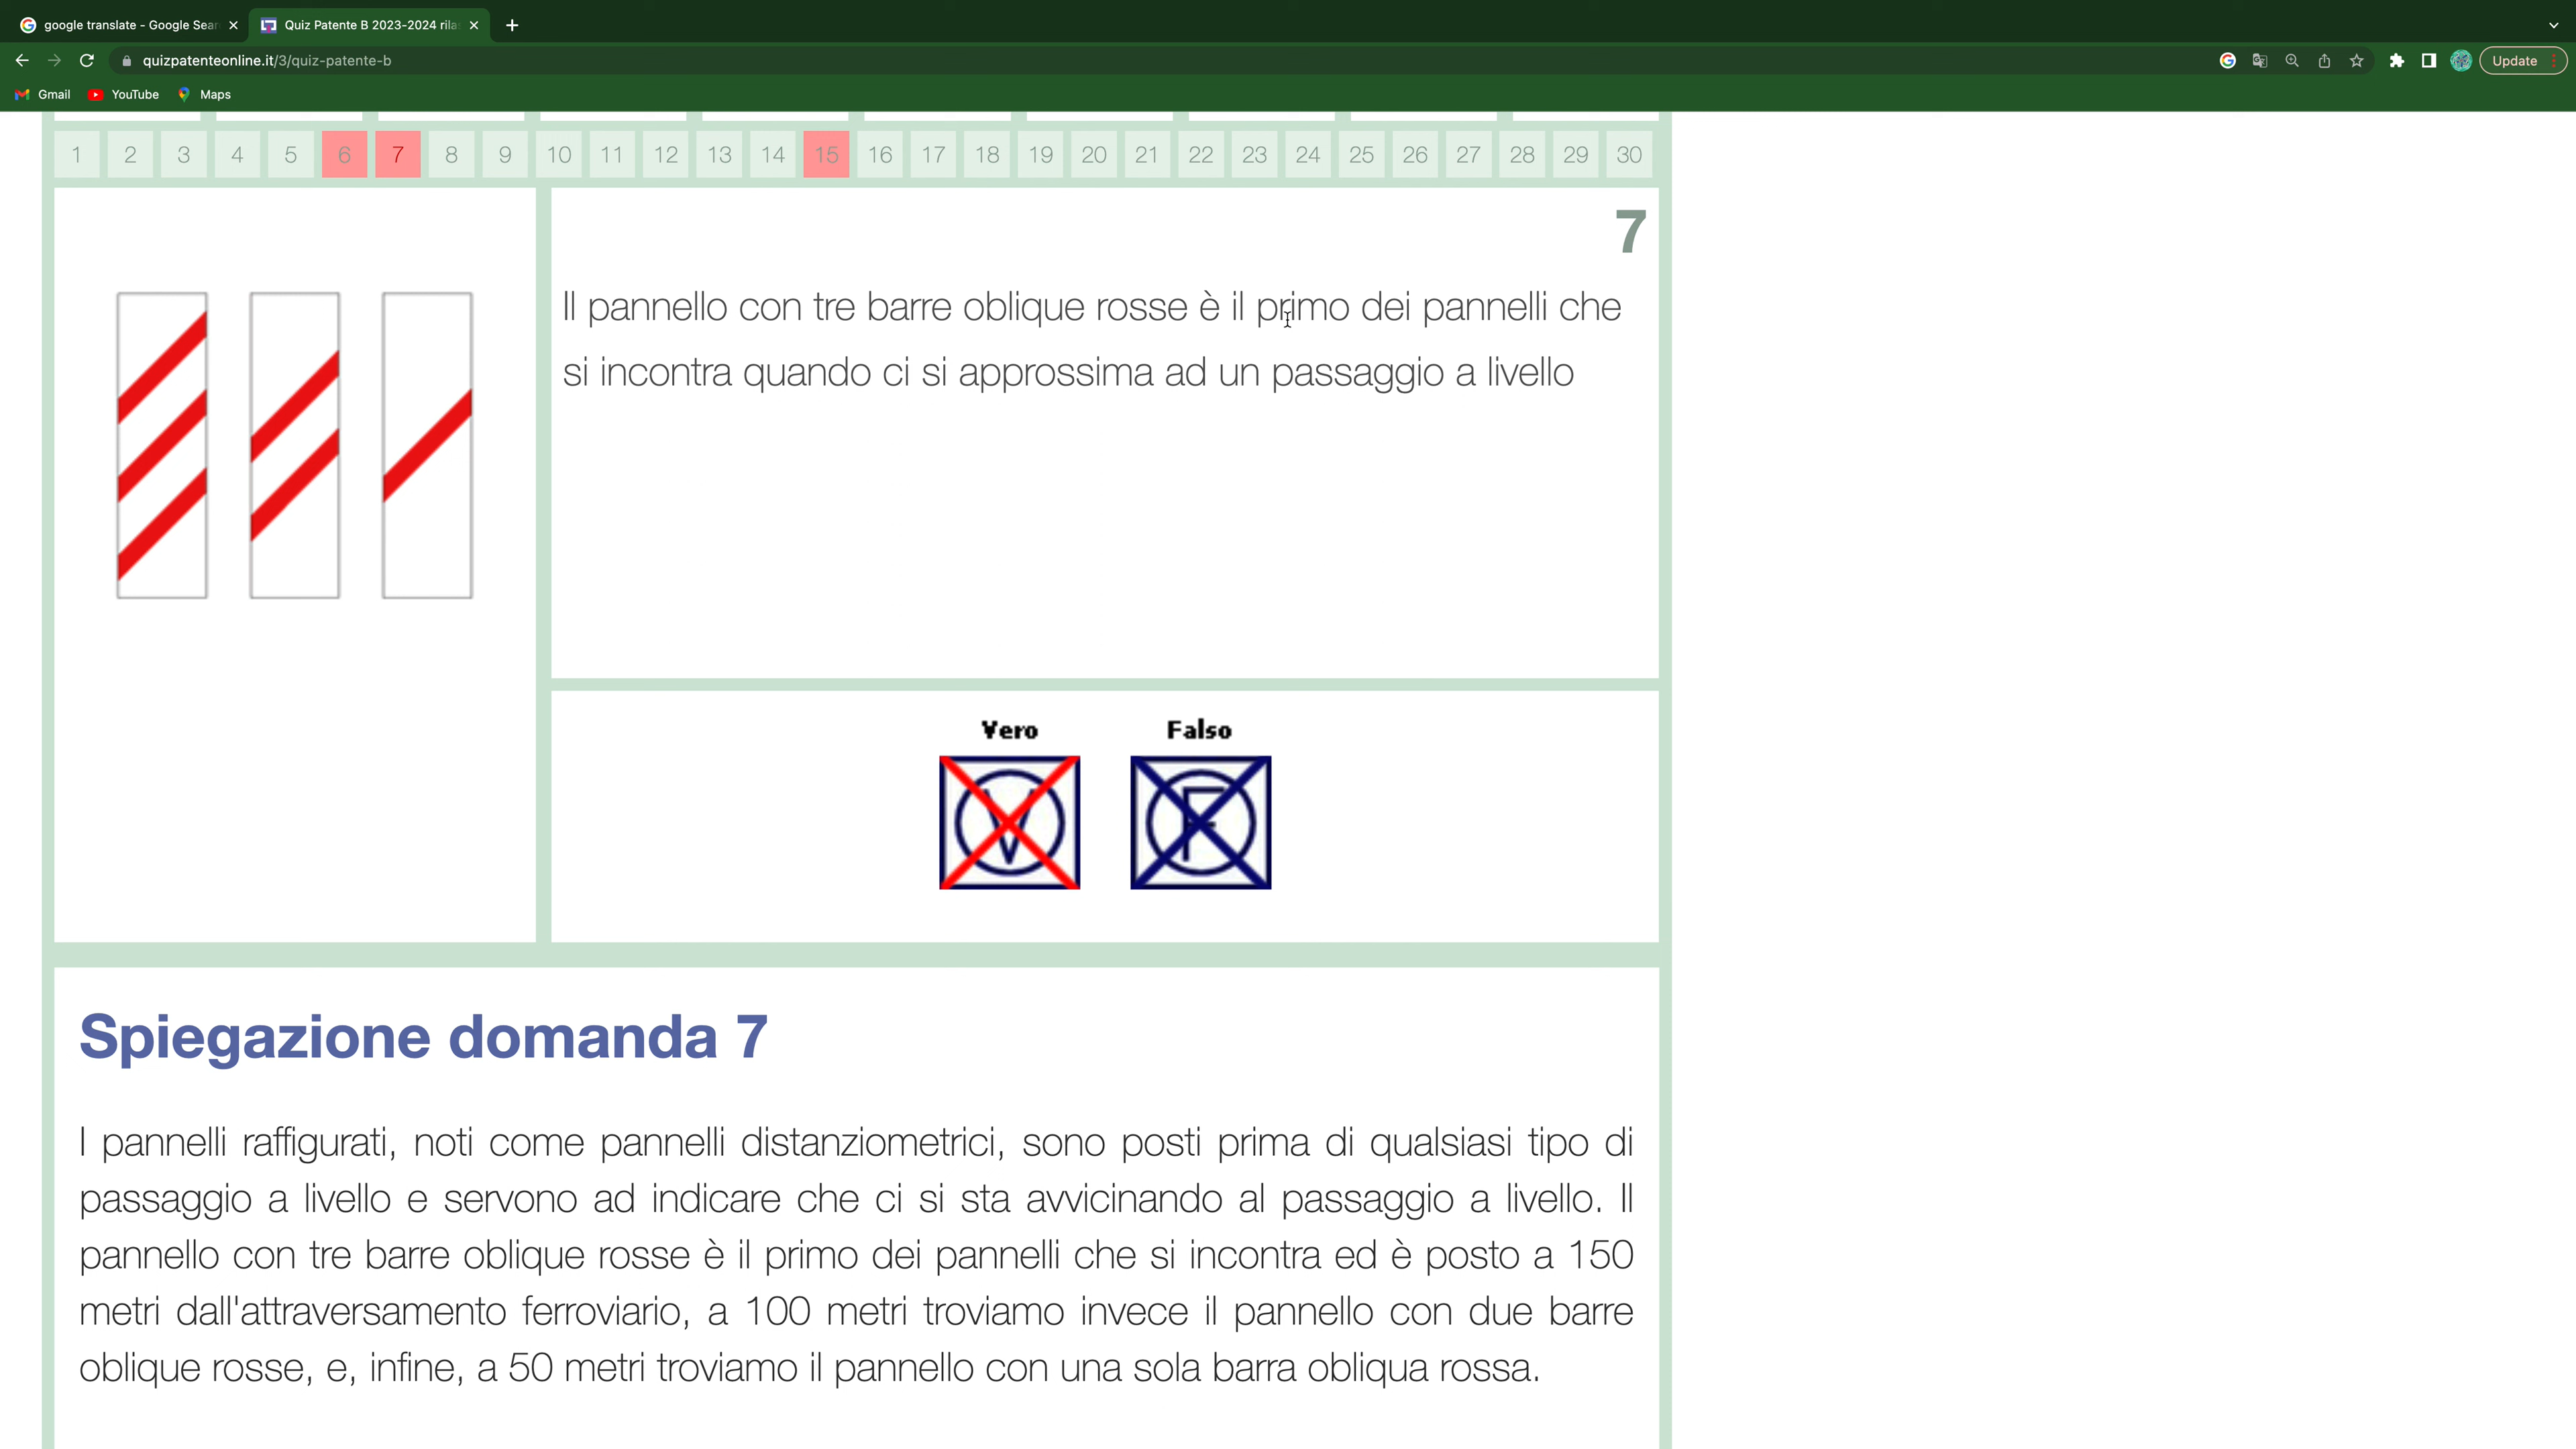 google translate - Google Sear
Quiz Patente B 2023-2024 rila
quizpatenteonline.it/3/quiz-patente-b
Update
Gmail YouTube Maps
1 2 3 4 5 6 7 8 9 10 11 12 13 14 15 16 17 18 19 20 21 22 23 24 25 26 27 28 29 30
7
Il pannello con tre barre oblique rosse è il primo dei pannelli che
si incontra quando ci si approssima ad un passaggio a livello
Vero Falso
V F
Spiegazione domanda 7
I pannelli raffigurati, noti come pannelli distanziometrici, sono posti prima di qualsiasi tipo di
passaggio a livello e servono ad indicare che ci si sta avvicinando al passaggio a livello. Il
pannello con tre barre oblique rosse è il primo dei pannelli che si incontra ed è posto a 150
metri dall'attraversamento ferroviario, a 100 metri troviamo invece il pannello con due barre
oblique rosse, e, infine, a 50 metri troviamo il pannello con una sola barra obliqua rossa.